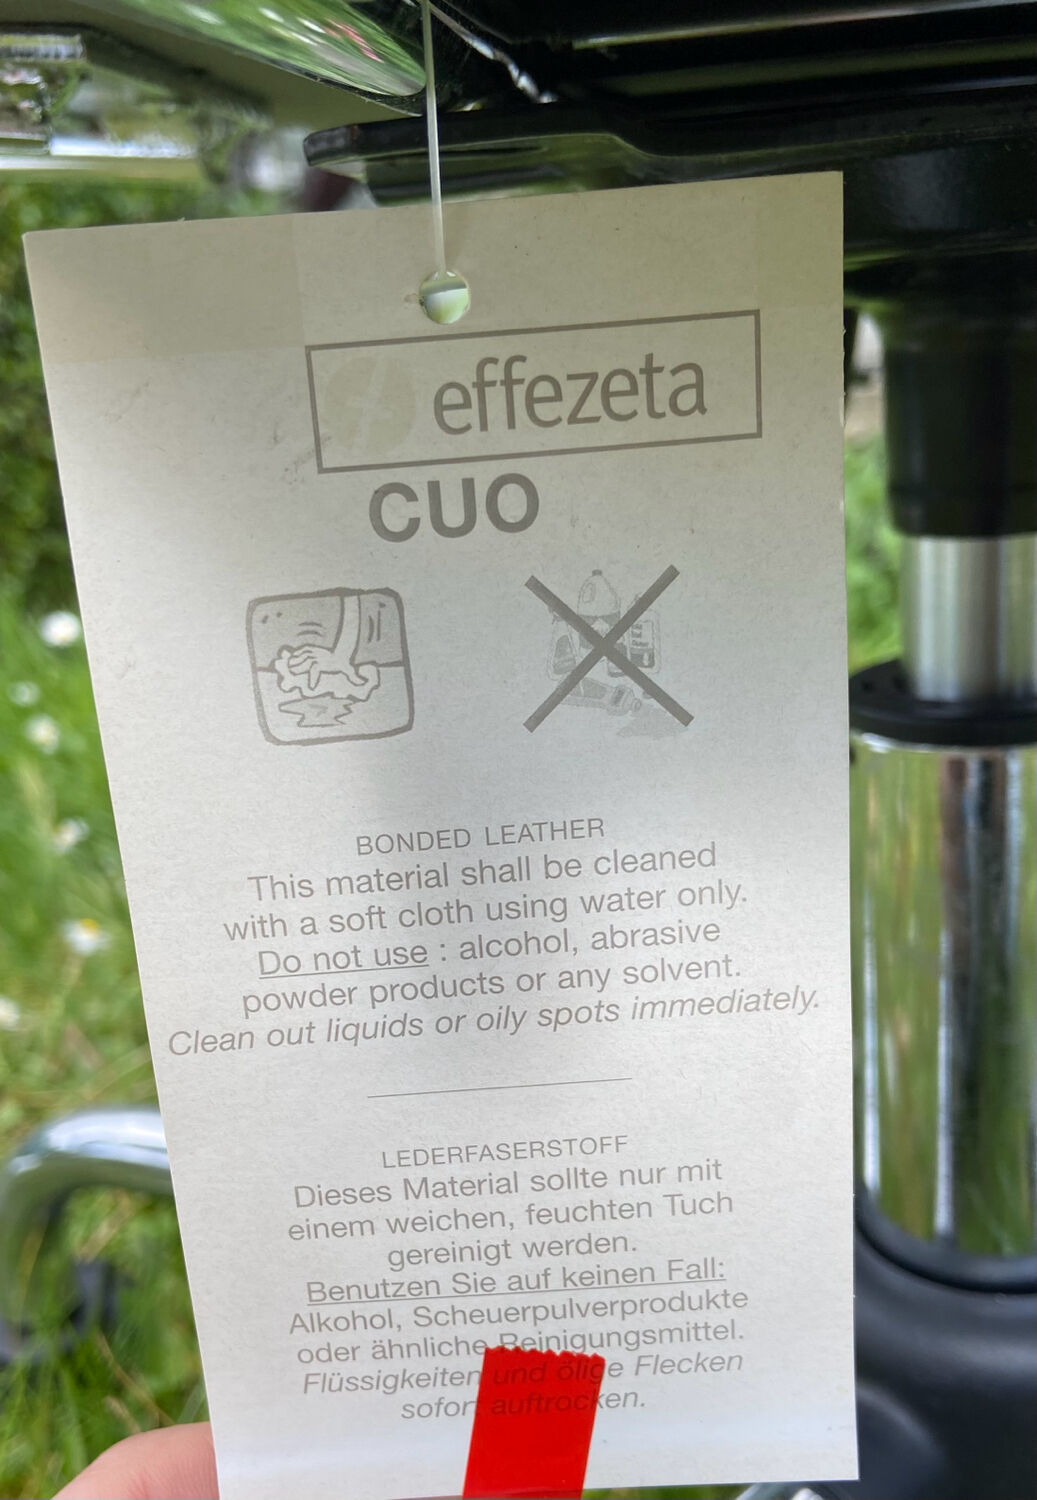 effezeta
CUO
BONDED LEATHER
This material shall be cleaned
with a soft cloth using water only.
Do not use : alcohol, abrasive
powder products or any solvent.
Clean out liquids or oily spots immediately.
LEDERFASERSTOFF
Dieses Material sollte nur mit
einem weichen, feuchten Tuch
gereinigt werden.
Benutzen Sie auf keinen Fall:
Alkohol, Scheuerpulverprodukte
oder ähnliche Reinigungsmittel.
Flüssigkeiten und ölige Flecken
sofort auftrocken.